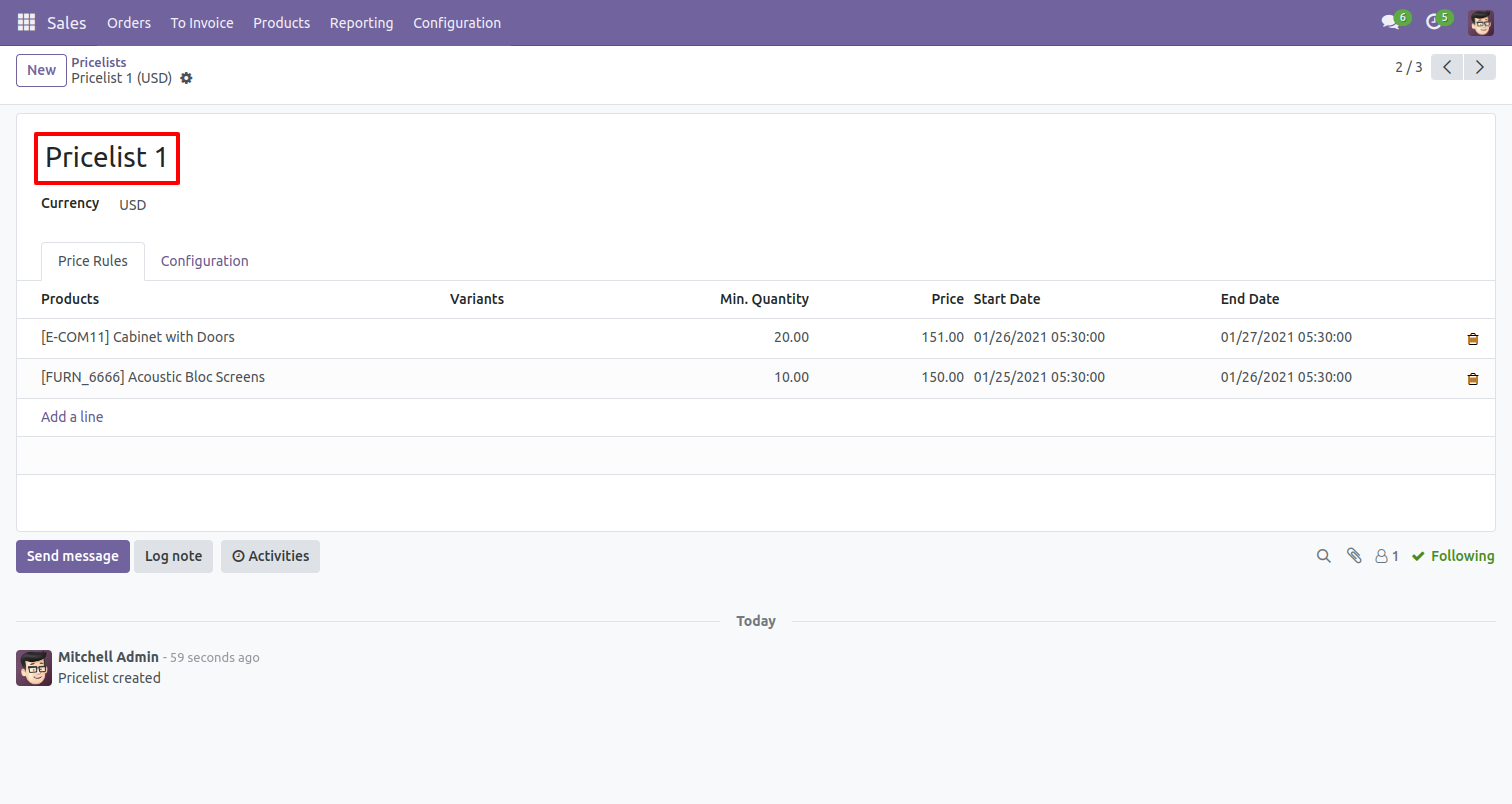 Sales Orders To Invoice Products Reporting Configuration 6 5
New Pricelists
Pricelist 1 (USD) 2 / 3
Pricelist 1
Currency USD
Price Rules Configuration
Products Variants Min. Quantity Price Start Date End Date
[E-COM11] Cabinet with Doors 20.00 151.00 01/26/2021 05:30:00 01/27/2021 05:30:00
[FURN_6666] Acoustic Bloc Screens 10.00 150.00 01/25/2021 05:30:00 01/26/2021 05:30:00
Add a line
Send message Log note Activities 1 Following
Today
Mitchell Admin - 59 seconds ago
Pricelist created